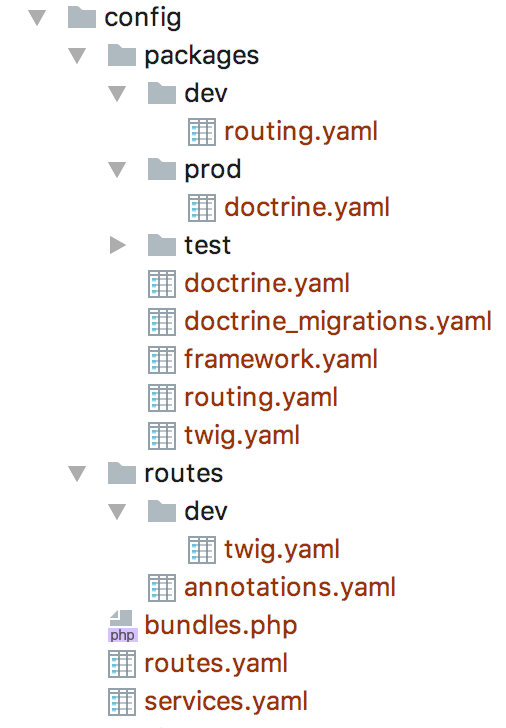 config
packages
dev
routing.yaml
prod
doctrine.yaml
test
doctrine.yaml
doctrine_migrations.yaml
framework.yaml
routing.yaml
twig.yaml
routes
dev
twig.yaml
annotations.yaml
php bundles.php
routes.yaml
services.yaml